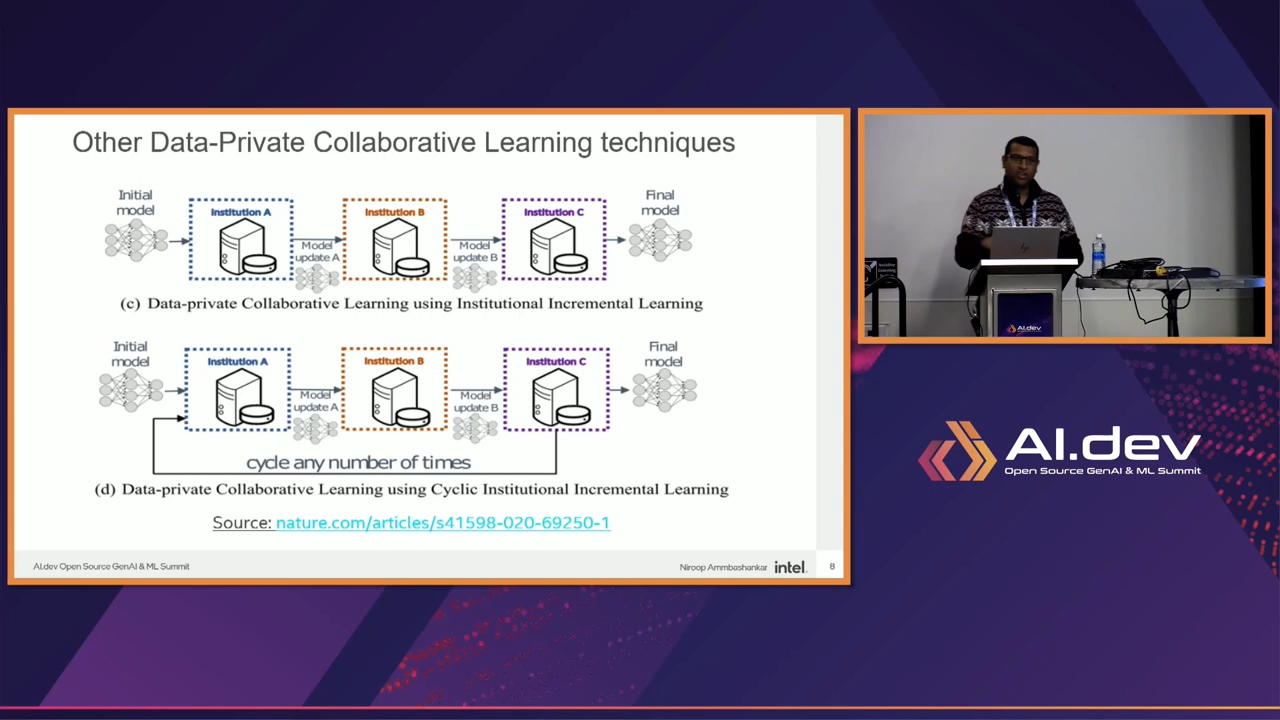 Other Data-Private Collaborative Learning techniques
Initial
model
Institution A
Model
update A
Institution B
Model
update B
Institution C
Final
model
(c) Data-private Collaborative Learning using Institutional Incremental Learning
Initial
model
Institution A
Model
update A
Institution B
Model
update B
Institution C
Final
model
cycle any number of times
(d) Data-private Collaborative Learning using Cyclic Institutional Incremental Learning
Source: nature.com/articles/s41598-020-69250-1
AI.dev Open Source GenAI & ML Summit
Niroop Ammbashankar intel. 8
hp
AI.dev
AI.dev
Open Source GenAI & ML Summit